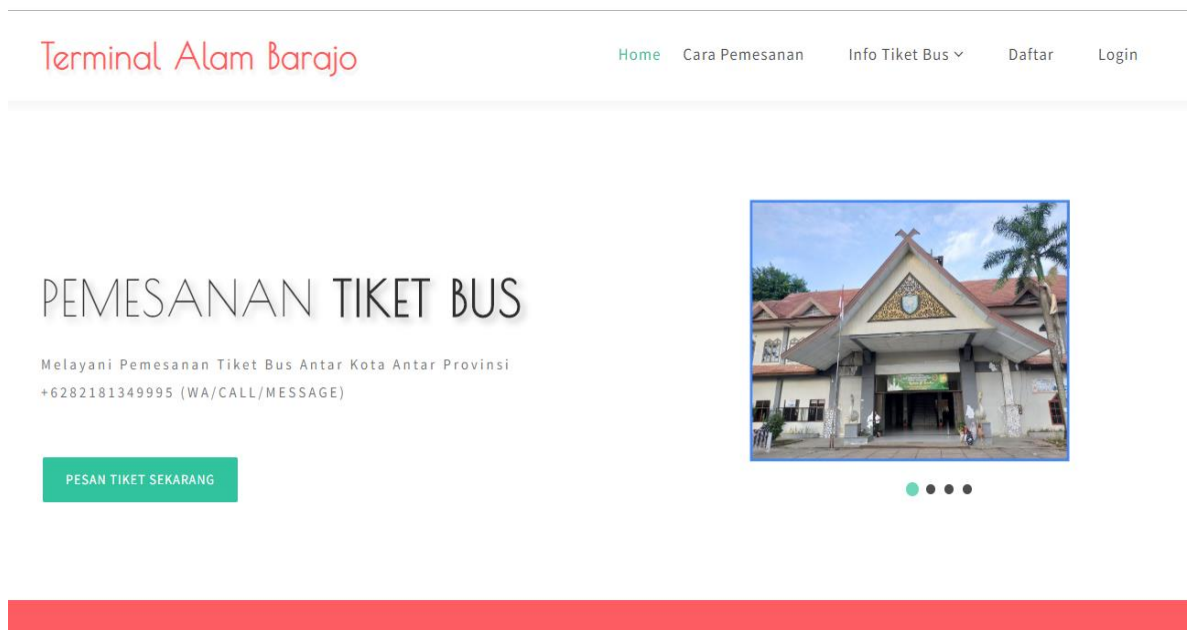 Terminal Alam Barajo
Home Cara Pemesanan Info Tiket Bus Daftar Login
PEMESANAN TIKET BUS
Melayani Pemesanan Tiket Bus Antar Kota Antar Provinsi
+6282181349995 (WA/CALL/MESSAGE)
PESAN TIKET SEKARANG